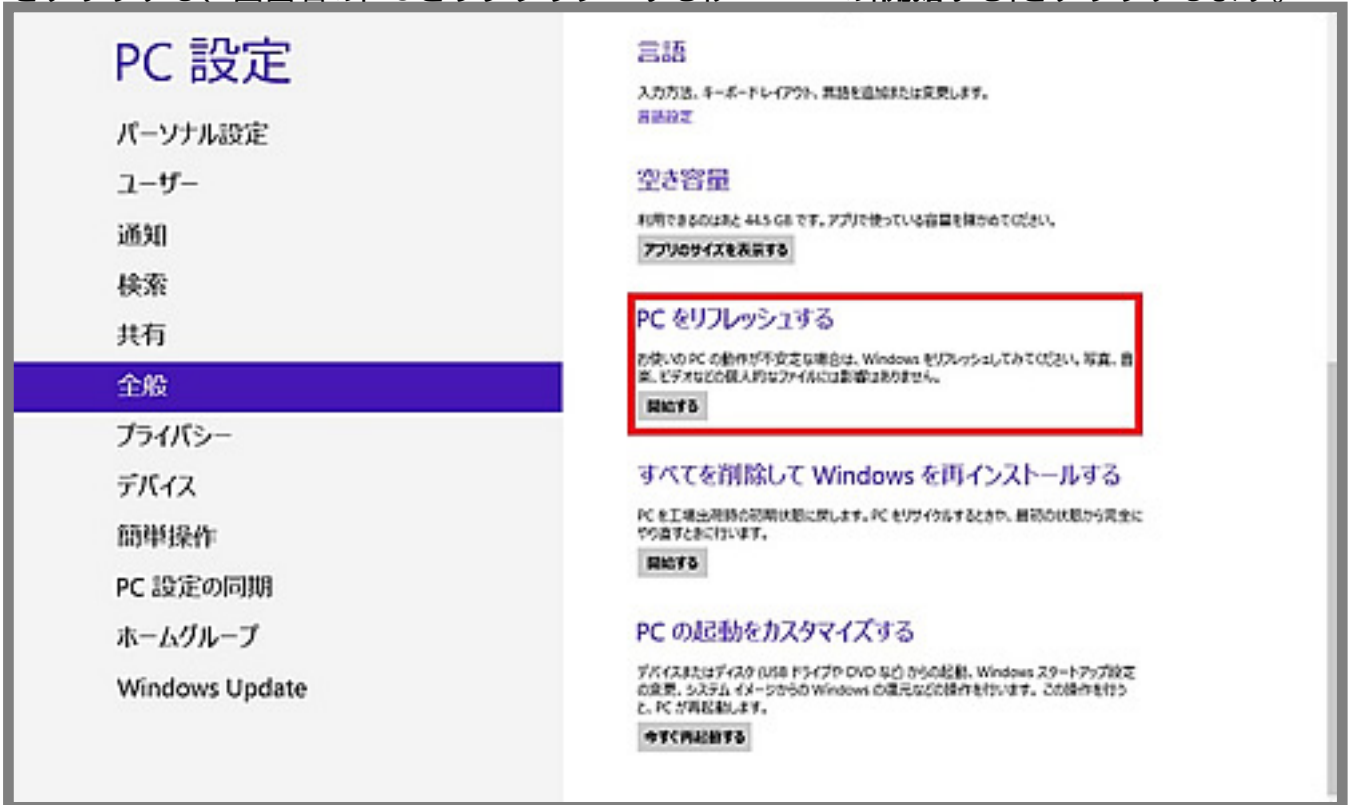 PC 設定
パーソナル設定
ユーザー
通知
検索
共有
全般
プライバシー
デバイス
簡単操作
PC 設定の同期
ホームグループ
Windows Update
言語
入力方法、キーボード レイアウト、言語を追加または変更します。
言語設定
空き容量
利用できるのはあと 44.5 GB です。アプリで使っている容量を確かめてください。
アプリのサイズを表示する
PC をリフレッシュする
お使いの PC の動作が不安定な場合は、Windows をリフレッシュしてみてください。写真、音
楽、ビデオなどの個人的なファイルには影響はありません。
開始する
すべてを削除して Windows を再インストールする
PC を工場出荷時の初期状態に戻します。PC をリサイクルするときや、最初の状態から完全に
やり直すときに行います。
開始する
PC の起動をカスタマイズする
デバイスまたはディスク (USB ドライブや DVD など) からの起動、Windows スタートアップ設定
の変更、システム イメージからの Windows の復元などの操作を行います。この操作を行う
と、PC が再起動します。
今すぐ再起動する